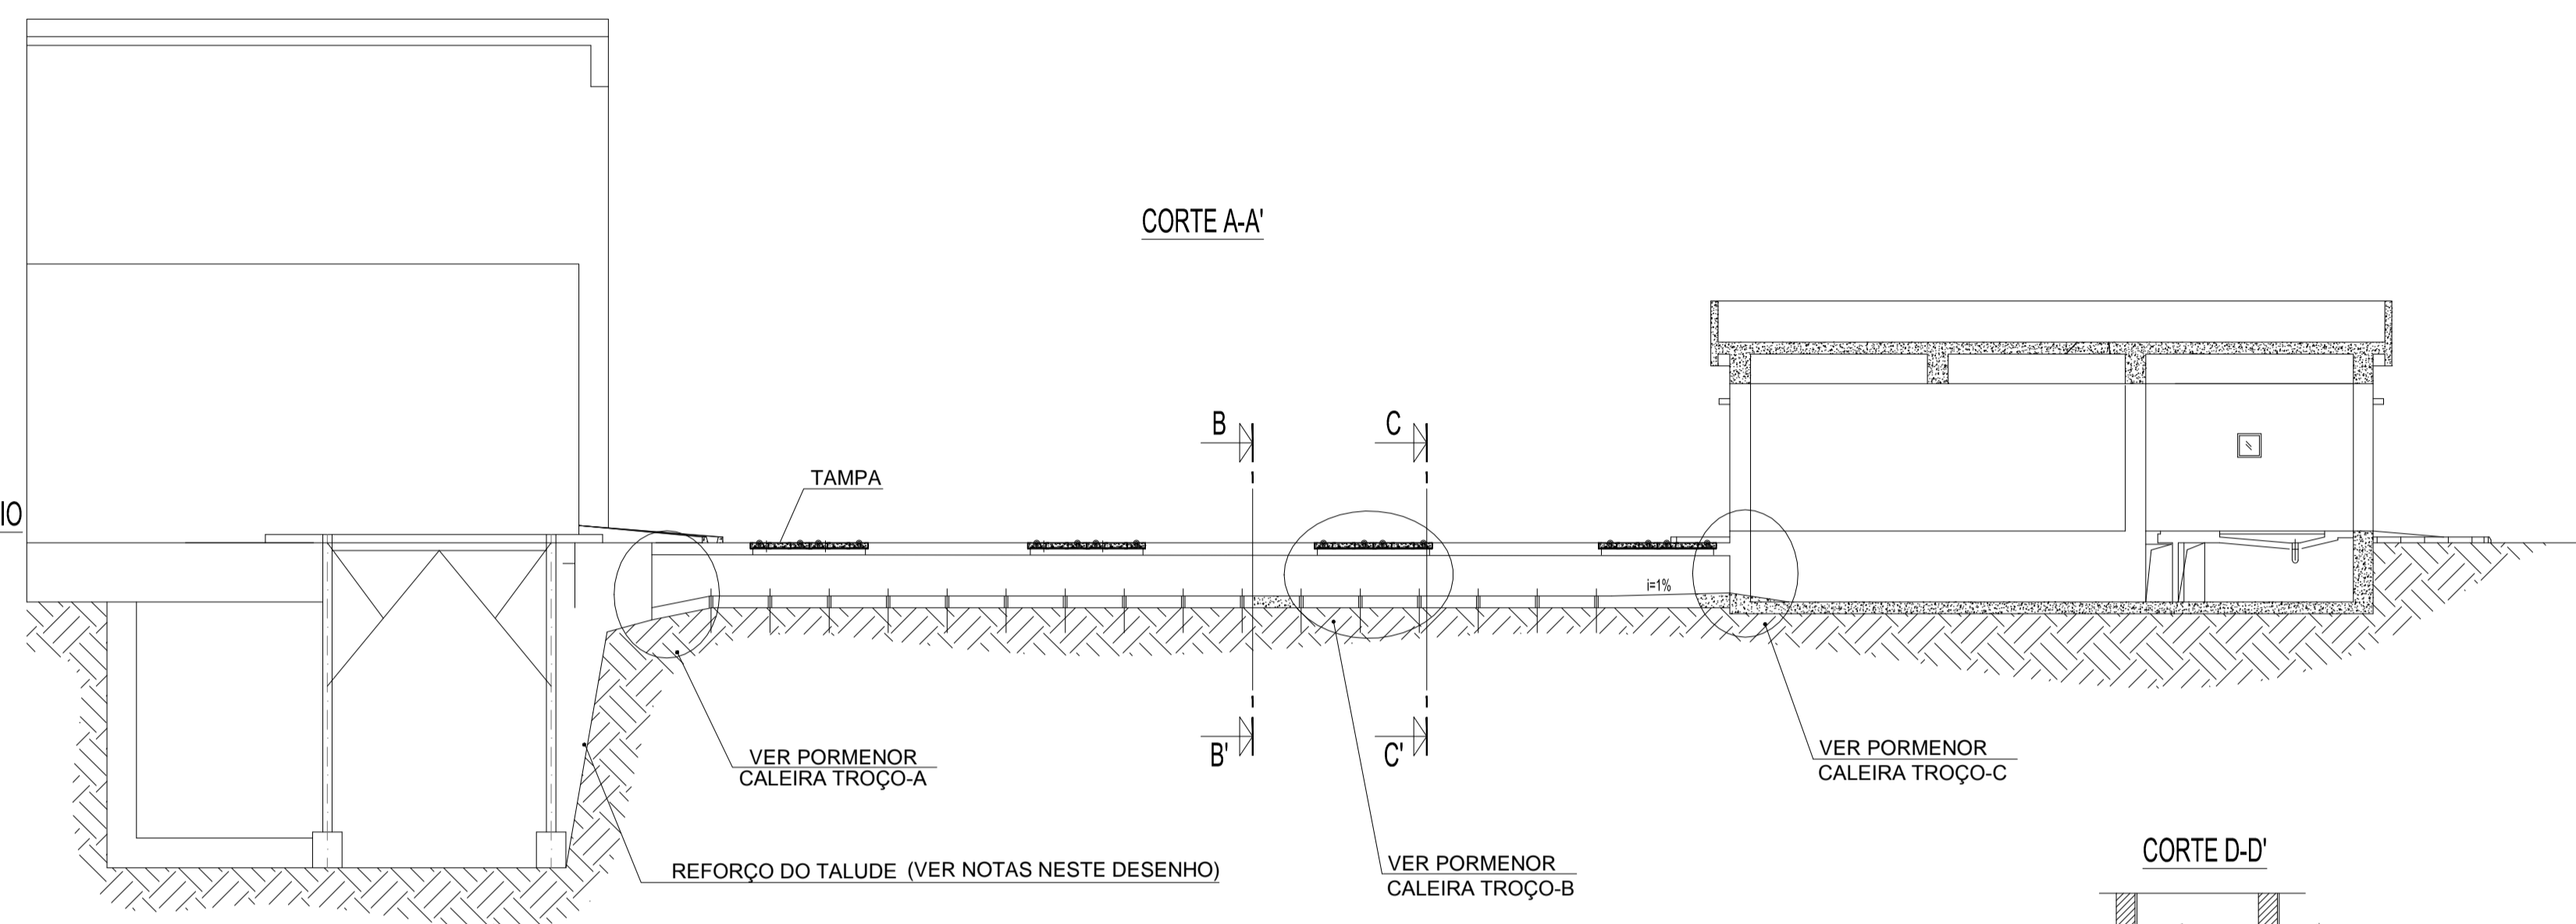 CORTE A-A'
B
C
TAMPA
IO
i=1%
B'
C'
VER PORMENOR
CALEIRA TROÇO-A
VER PORMENOR
CALEIRA TROÇO-C
REFORÇO DO TALUDE (VER NOTAS NESTE DESENHO)
VER PORMENOR
CALEIRA TROÇO-B
CORTE D-D'